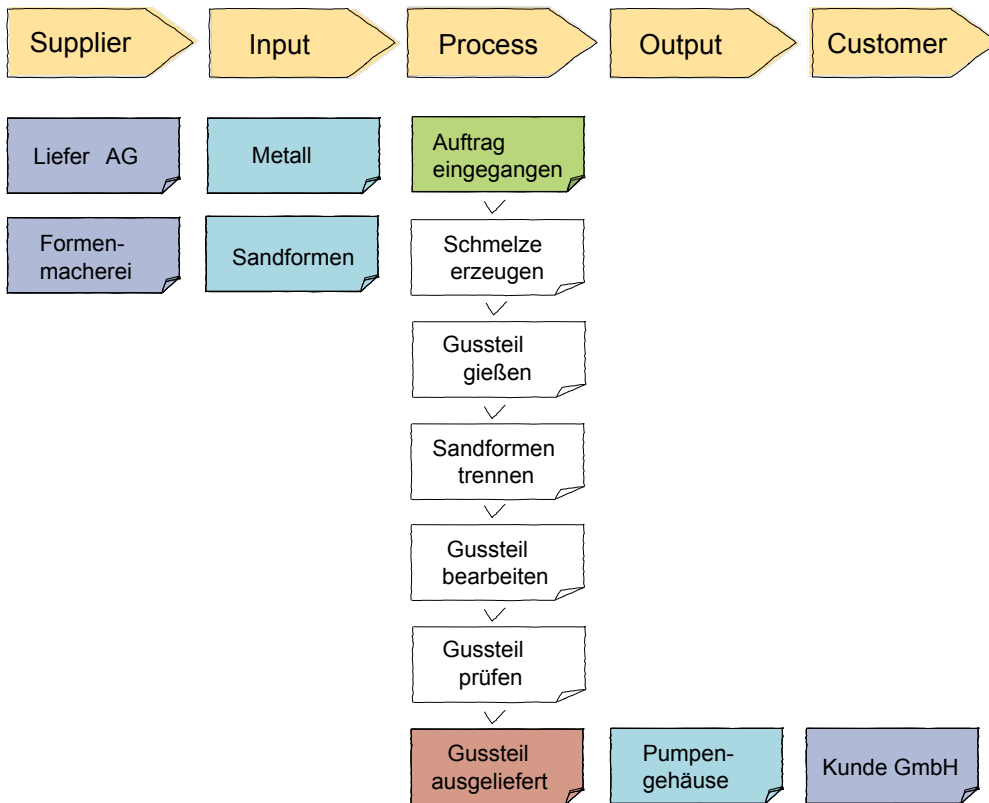 Supplier
Input
Process
Output
Customer
Liefer AG
Metall
Auftrag
eingegangen
Formen-
macherei
Sandformen
Schmelze
erzeugen
Gussteil
gießen
Sandformen
trennen
Gussteil
bearbeiten
Gussteil
prüfen
Gussteil
ausgeliefert
Pumpen-
gehäuse
Kunde GmbH